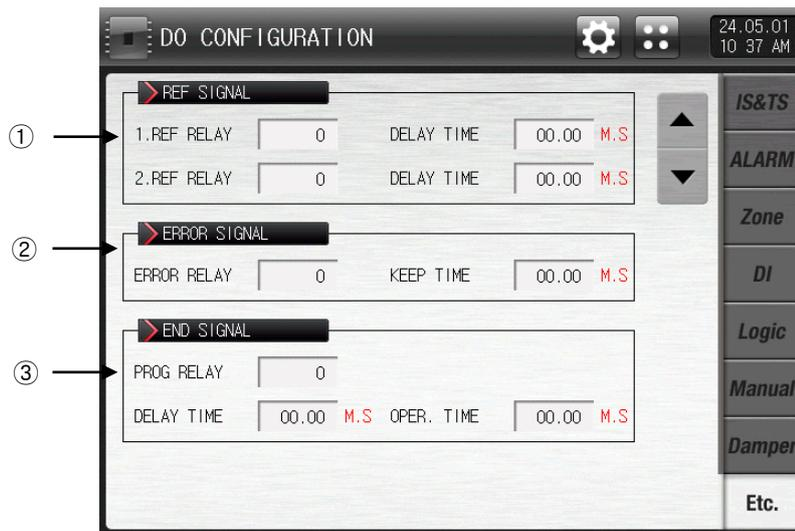 DO CONFIGURATION
24.05.01
10 37 AM
① REF SIGNAL
1.REF RELAY 0 DELAY TIME 00.00 M.S
2.REF RELAY 0 DELAY TIME 00.00 M.S
② ERROR SIGNAL
ERROR RELAY 0 KEEP TIME 00.00 M.S
③ END SIGNAL
PROG RELAY 0
DELAY TIME 00.00 M.S OPER. TIME 00.00 M.S
IS&TS
ALARM
Zone
DI
Logic
Manual
Damper
Etc.